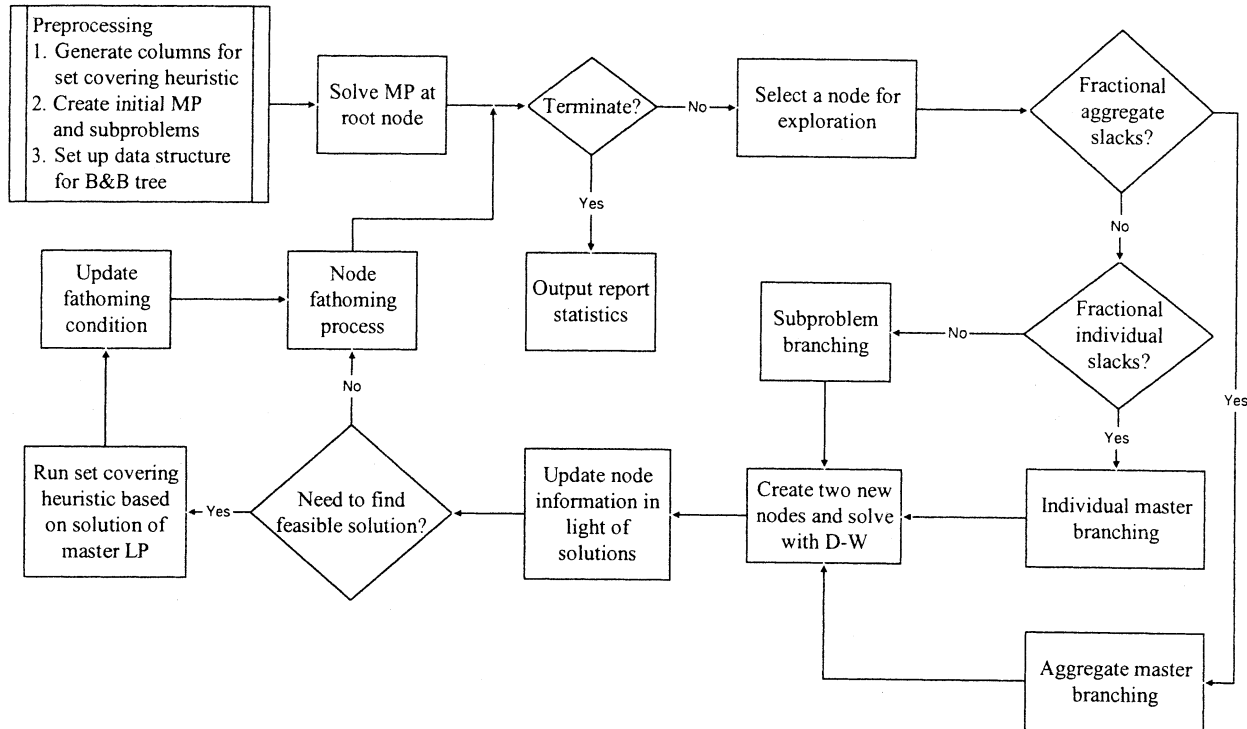 Preprocessing
1. Generate columns for
set covering heuristic
2. Create initial MP
and subproblems
3. Set up data structure
for B&B tree
Solve MP at
root node
Terminate?
No
Select a node for
exploration
Fractional
aggregate
slacks?
Yes
Output report
statistics
No
Yes
Fractional
individual
slacks?
No
Subproblem
branching
Yes
Individual master
branching
Aggregate master
branching
Create two new
nodes and solve
with D-W
Update node
information in
light of
solutions
Need to find
feasible solution?
Yes
Run set covering
heuristic based
on solution of
master LP
Update
fathoming
condition
No
Node
fathoming
process